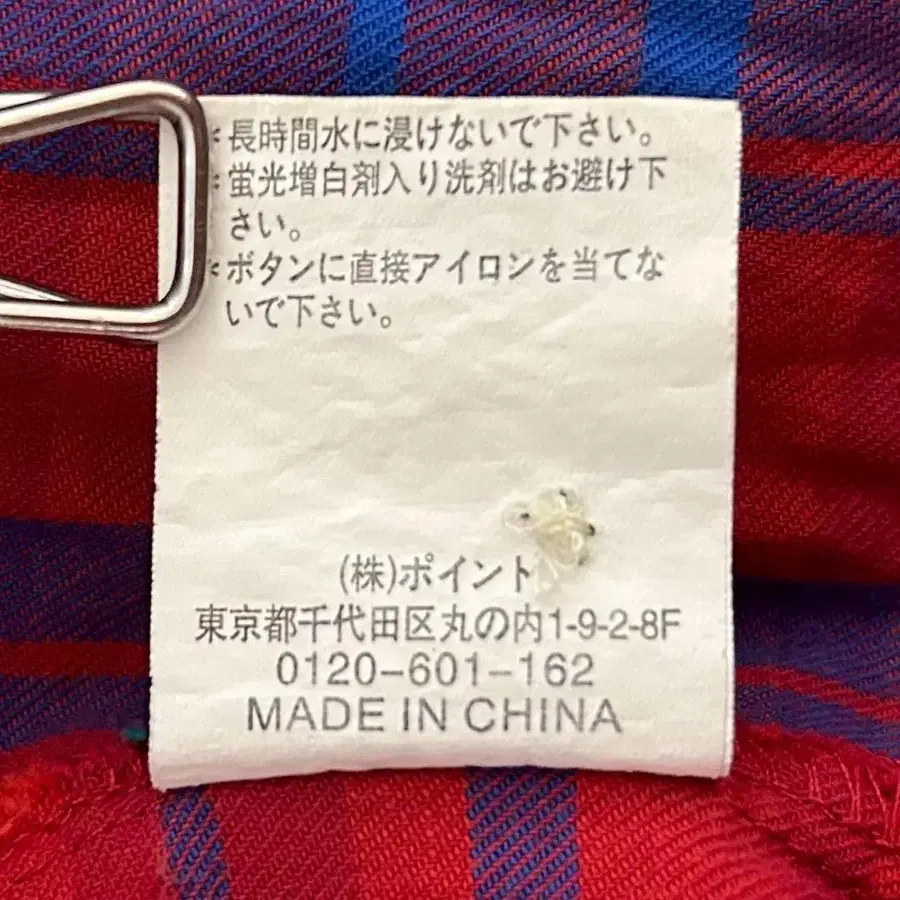 *長時間水に浸けないで下さい。
*蛍光増白剤入り洗剤はお避け下
さい。
*ボタンに直接アイロンを当てな
いで下さい。
(株)ポイント
東京都千代田区丸の内1-9-2-8F
0120-601-162
MADE IN CHINA